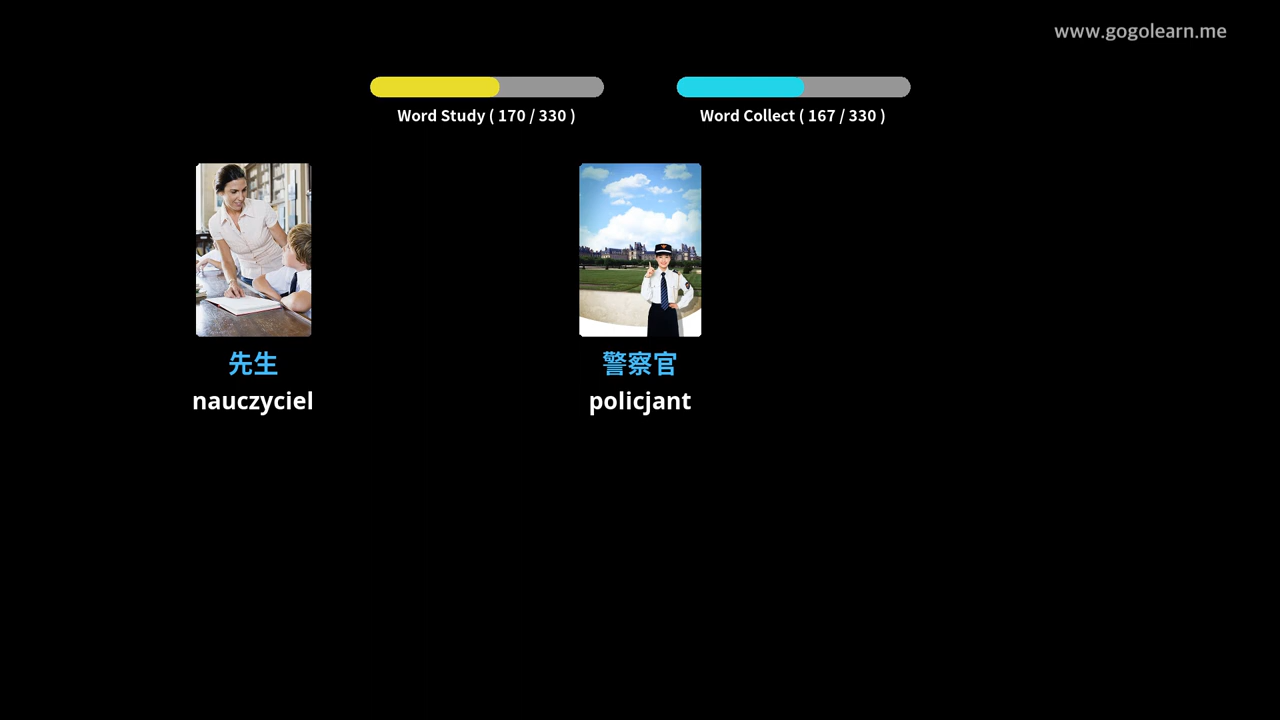 www.gogolearn.me
Word Study ( 170 / 330 )
Word Collect ( 167 / 330 )
先生
nauczyciel
警察官
policjant